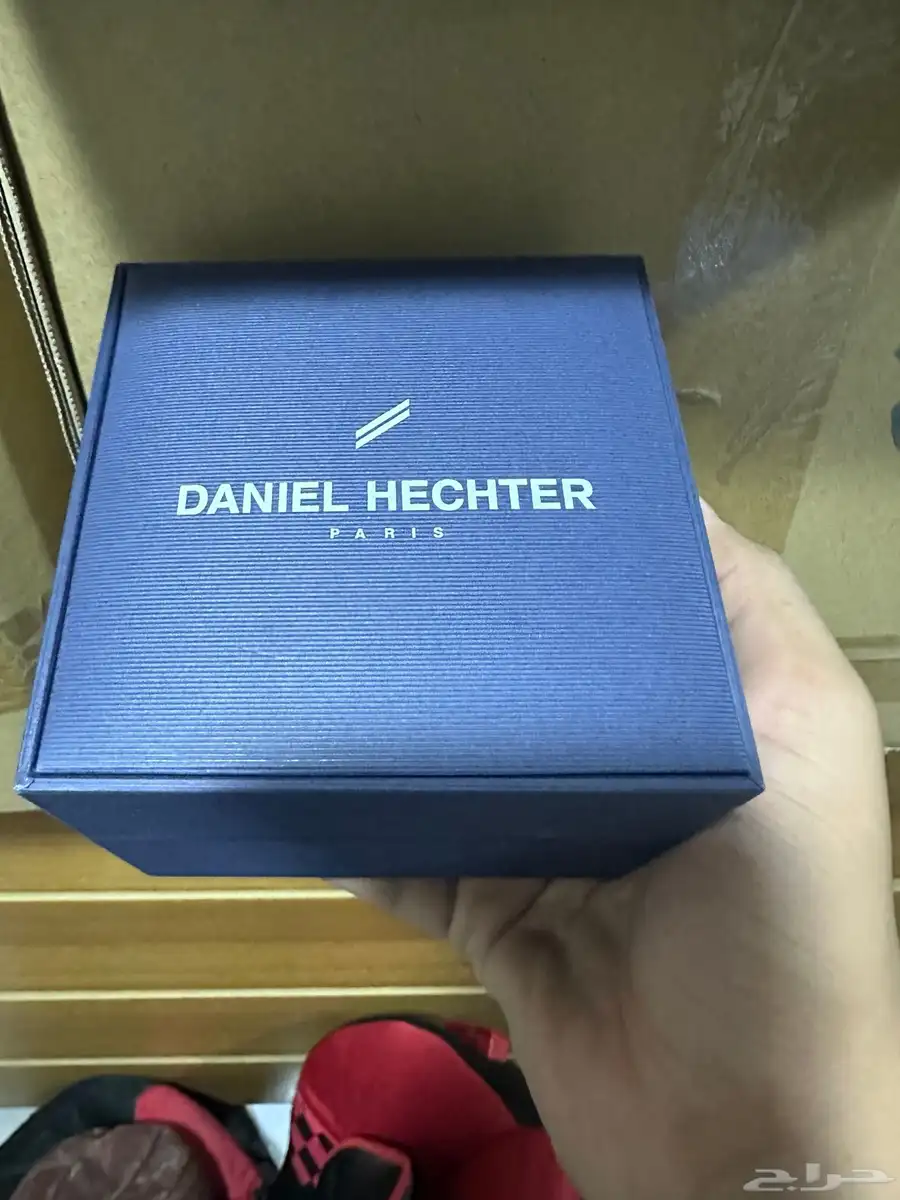 DANIEL HECHTER
PARIS
حراج